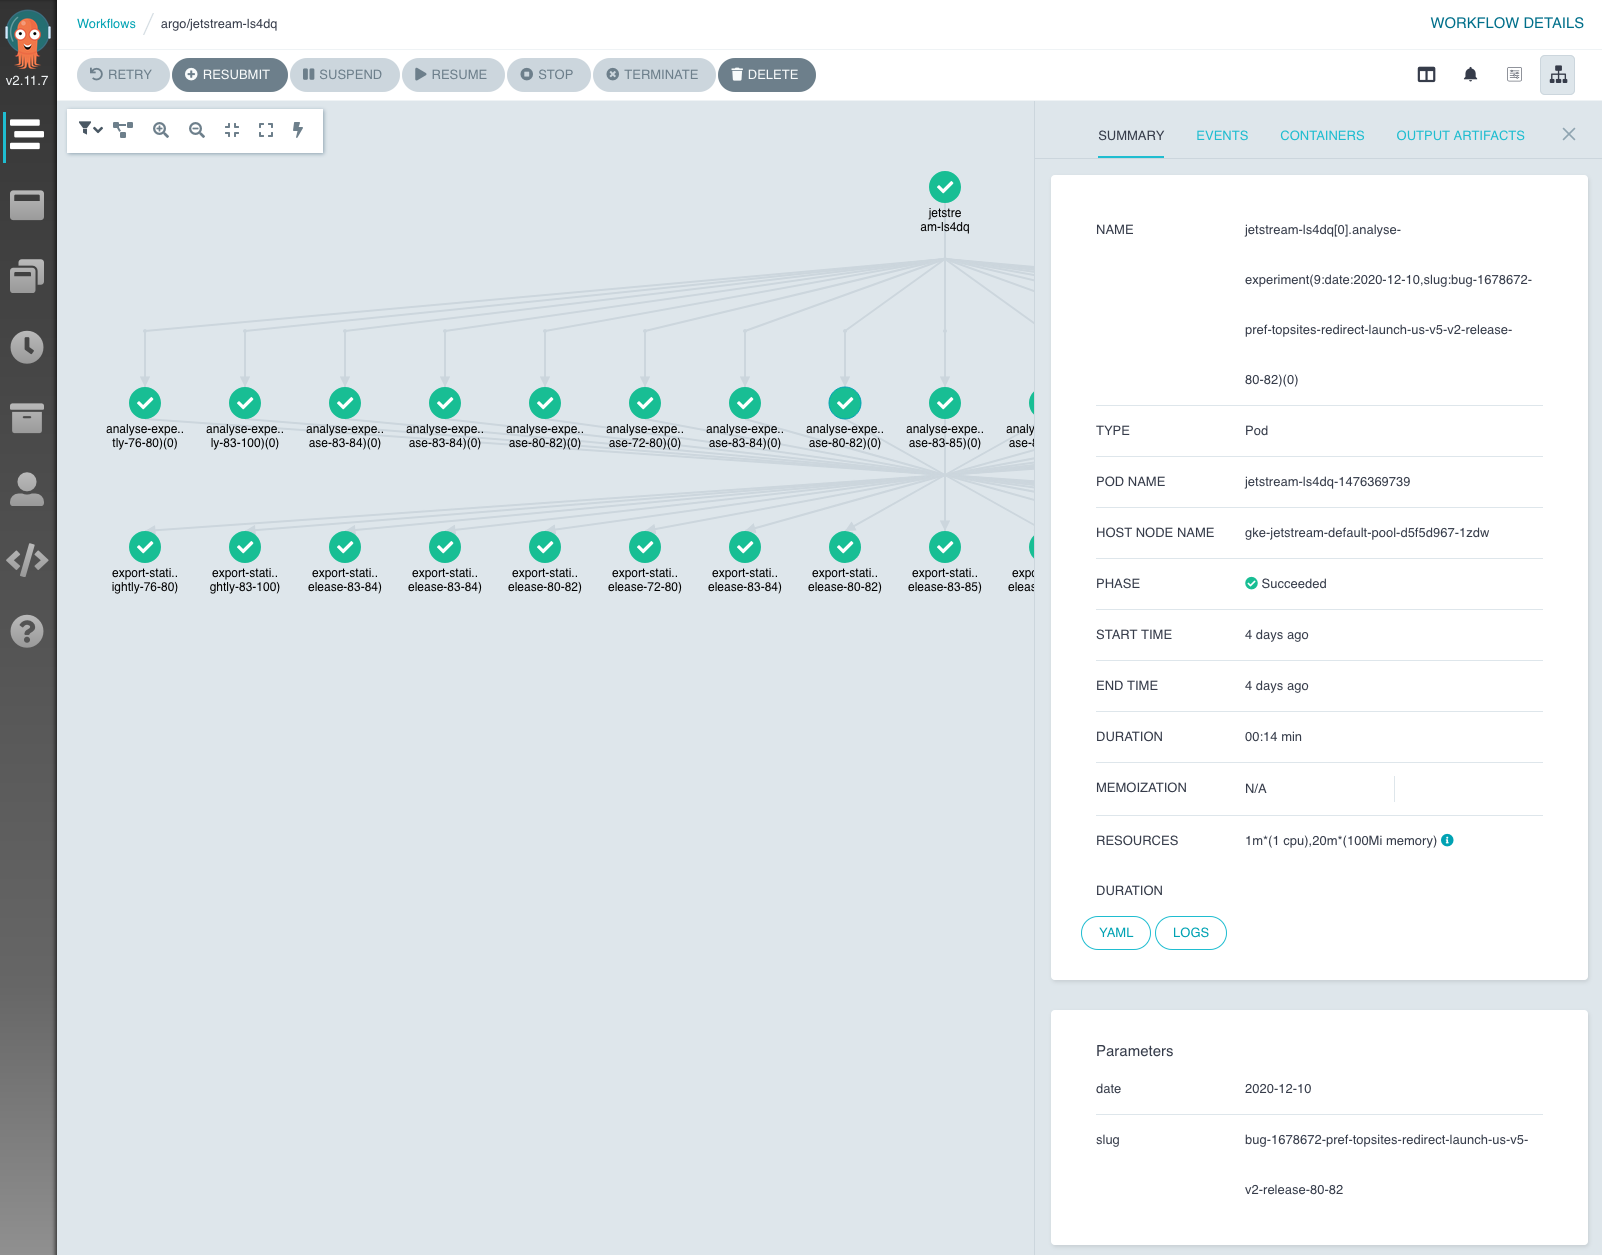 Workflows / argo/jetstream-ls4dq
WORKFLOW DETAILS
v2.11.7
RETRY
RESUBMIT
SUSPEND
RESUME
STOP
TERMINATE
DELETE
jetstre
am-ls4dq
analyse-expe..
tly-76-80)(0)
analyse-expe..
ly-83-100)(0)
analyse-expe..
ase-83-84)(0)
analyse-expe..
ase-83-84)(0)
analyse-expe..
ase-80-82)(0)
analyse-expe..
ase-72-80)(0)
analyse-expe..
ase-83-84)(0)
analyse-expe..
ase-80-82)(0)
analyse-expe..
ase-83-85)(0)
export-stati..
ightly-76-80)
export-stati..
ghtly-83-100)
export-stati..
elease-83-84)
export-stati..
elease-83-84)
export-stati..
elease-80-82)
export-stati..
elease-72-80)
export-stati..
elease-83-84)
export-stati..
elease-80-82)
export-stati..
elease-83-85)
SUMMARY
EVENTS
CONTAINERS
OUTPUT ARTIFACTS
NAME
jetstream-ls4dq[0].analyse-
experiment(9:date:2020-12-10,slug:bug-1678672-
pref-topsites-redirect-launch-us-v5-v2-release-
80-82)(0)
TYPE
Pod
POD NAME
jetstream-ls4dq-1476369739
HOST NODE NAME
gke-jetstream-default-pool-d5f5d967-1zdw
PHASE
Succeeded
START TIME
4 days ago
END TIME
4 days ago
DURATION
00:14 min
MEMOIZATION
N/A
RESOURCES
DURATION
1m*(1 cpu),20m*(100Mi memory)
YAML
LOGS
Parameters
date
2020-12-10
slug
bug-1678672-pref-topsites-redirect-launch-us-v5-
v2-release-80-82